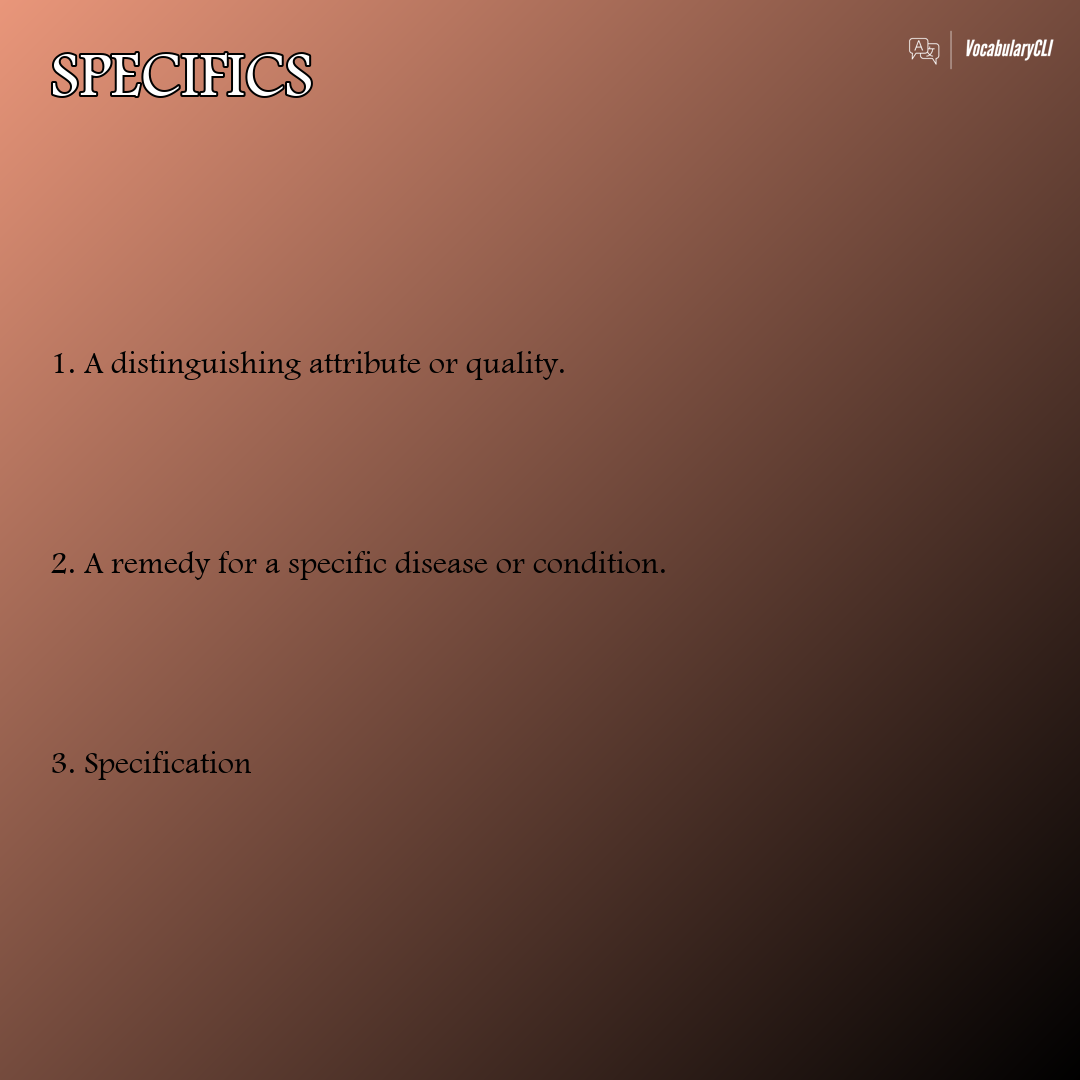 SPECIFICS
VocabularyCLI
1. A distinguishing attribute or quality.
2. A remedy for a specific disease or condition.
3. Specification